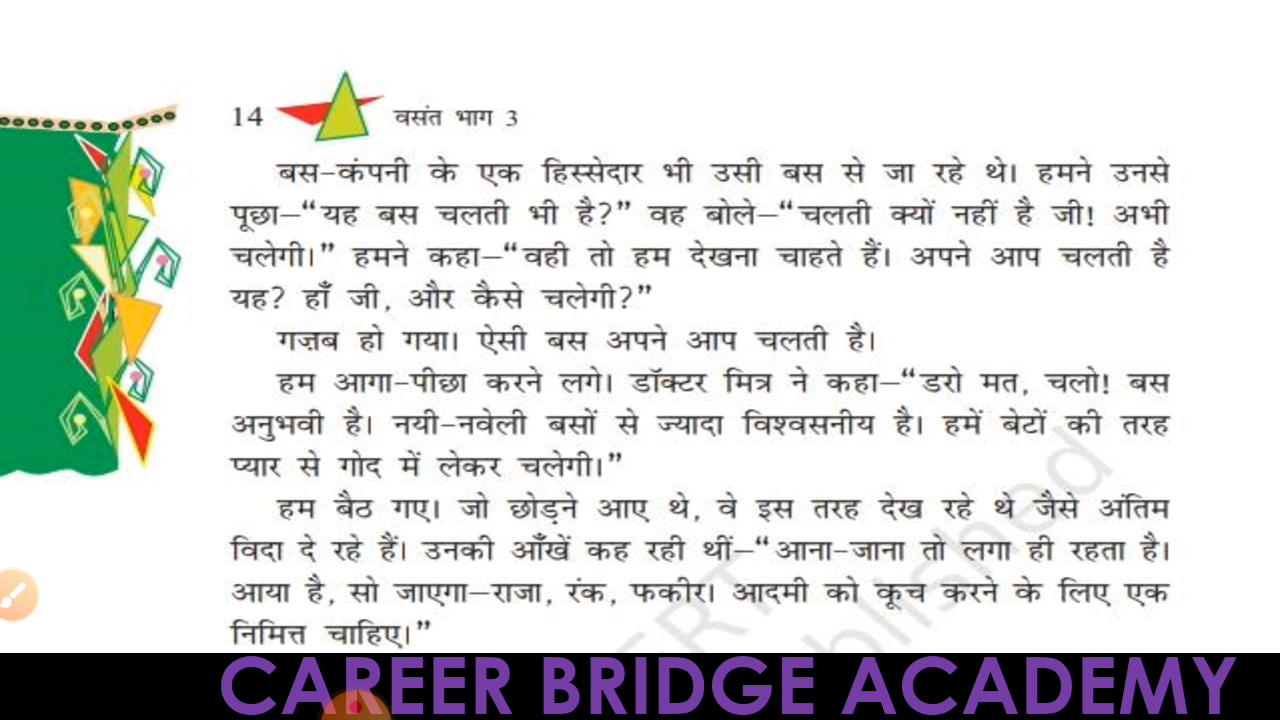 14 वसंत भाग 3
बस-कंपनी के एक हिस्सेदार भी उसी बस से जा रहे थे। हमने उनसे
पूछा—“यह बस चलती भी है?” वह बोले—“चलती क्यों नहीं है जी! अभी
चलेगी।” हमने कहा—“वही तो हम देखना चाहते हैं। अपने आप चलती है
यह? हाँ जी, और कैसे चलेगी?”
गज़ब हो गया। ऐसी बस अपने आप चलती है।
हम आगा-पीछा करने लगे। डॉक्टर मित्र ने कहा—“डरो मत, चलो! बस
अनुभवी है। नयी-नवेली बसों से ज्यादा विश्वसनीय है। हमें बेटों की तरह
प्यार से गोद में लेकर चलेगी।”
हम बैठ गए। जो छोड़ने आए थे, वे इस तरह देख रहे थे जैसे अंतिम
विदा दे रहे हैं। उनकी आँखें कह रही थीं—“आना-जाना तो लगा ही रहता है।
आया है, सो जाएगा—राजा, रंक, फकीर। आदमी को कूच करने के लिए एक
निमित्त चाहिए।”
CAREER BRIDGE ACADEMY